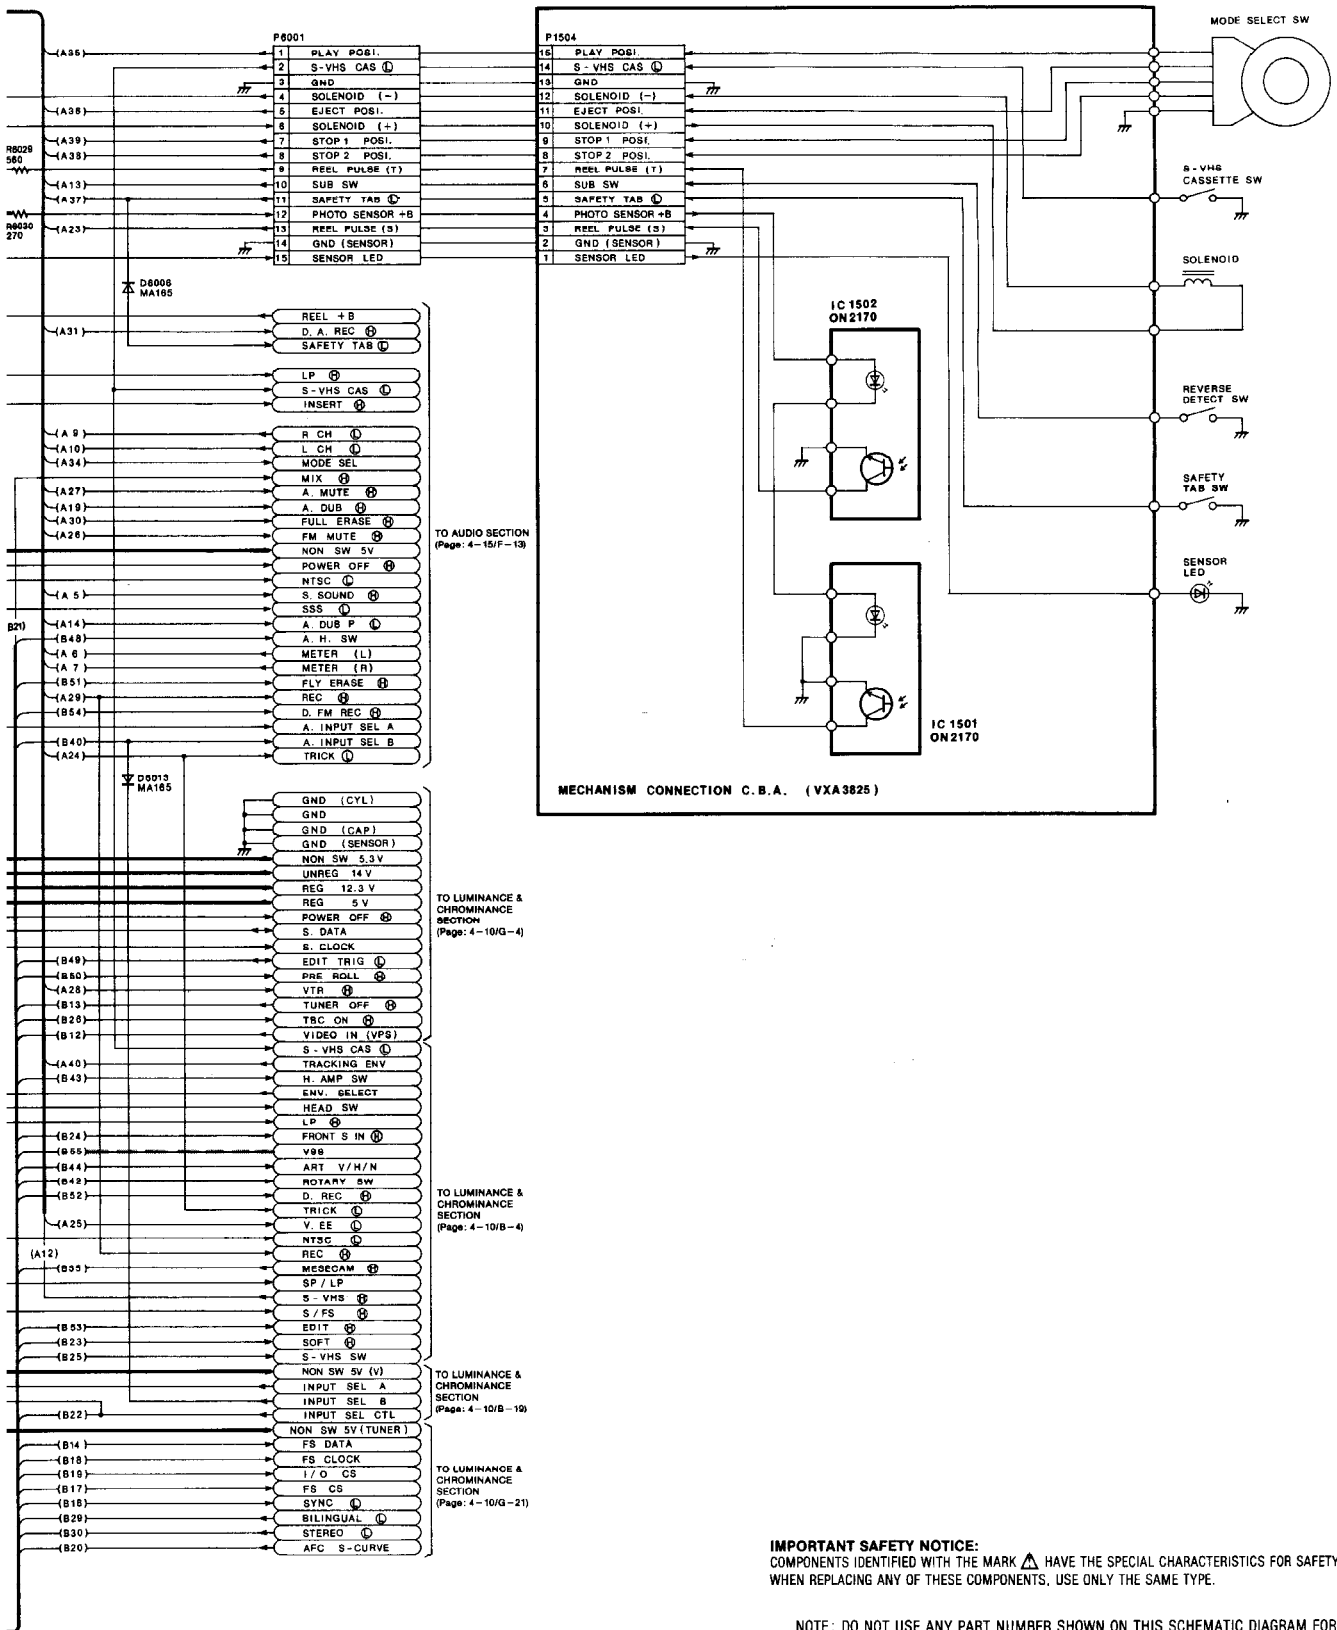 MODE SELECT SW
P6001
P1504
(A35) 1 PLAY POSI. 15 PLAY POSI.
2 S-VHS CAS Ⓛ 14 S-VHS CAS Ⓛ
3 GND 13 GND
4 SOLENOID (-) 12 SOLENOID (-)
(A36) 5 EJECT POSI. 11 EJECT POSI.
6 SOLENOID (+) 10 SOLENOID (+)
(A39) 7 STOP 1 POSI. 9 STOP 1 POSI.
R6029
560
(A38) 8 STOP 2 POSI. 8 STOP 2 POSI.
9 REEL PULSE (T) 7 REEL PULSE (T)
(A13) 10 SUB SW 6 SUB SW
(A37) 11 SAFETY TAB Ⓛ 5 SAFETY TAB Ⓛ
12 PHOTO SENSOR +B 4 PHOTO SENSOR +B
R6030
270
(A23) 13 REEL PULSE (S) 3 REEL PULSE (S)
14 GND (SENSOR) 2 GND (SENSOR)
15 SENSOR LED 1 SENSOR LED
S-VHS
CASSETTE SW
SOLENOID
REVERSE
DETECT SW
SAFETY
TAB SW
SENSOR
LED
IC 1502
ON2170
IC 1501
ON2170
MECHANISM CONNECTION C.B.A. (VXA3825)
D6006
MA165
REEL +B
(A31) D. A. REC Ⓗ
SAFETY TAB Ⓛ
LP Ⓗ
S-VHS CAS Ⓛ
INSERT Ⓗ
(A 9) R CH Ⓛ
(A10) L CH Ⓛ
(A34) MODE SEL
MIX Ⓗ
(A27) A. MUTE Ⓗ
(A19) A. DUB Ⓗ
(A30) FULL ERASE Ⓗ
(A26) FM MUTE Ⓗ
NON SW 5V
POWER OFF Ⓗ
NTSC Ⓛ
(A 5) S. SOUND Ⓗ
SSS Ⓛ
B21)
(A14) A. DUB P Ⓛ
(B48) A. H. SW
(A 6) METER (L)
(A 7) METER (R)
(B51) FLY ERASE Ⓗ
(A29) REC Ⓗ
(B54) D. FM REC Ⓗ
A. INPUT SEL A
(B40) A. INPUT SEL B
(A24) TRICK Ⓛ
TO AUDIO SECTION
(Page: 4-15/F-13)
D6013
MA165
GND (CYL)
GND
GND (CAP)
GND (SENSOR)
NON SW 5.3V
UNREG 14V
REG 12.3 V
REG 5 V
POWER OFF Ⓗ
S. DATA
S. CLOCK
(B49) EDIT TRIG Ⓛ
(B50) PRE ROLL Ⓗ
(A28) VTR Ⓗ
(B13) TUNER OFF Ⓗ
(B26) TBC ON Ⓗ
(B12) VIDEO IN (VPS)
TO LUMINANCE &
CHROMINANCE
SECTION
(Page: 4-10/G-4)
S-VHS CAS Ⓛ
(A40) TRACKING ENV
(B43) H. AMP SW
ENV. SELECT
HEAD SW
LP Ⓗ
(B24) FRONT S IN Ⓗ
(B55) VSS
(B44) ART V/H/N
(B42) ROTARY SW
(B52) D. REC Ⓗ
TRICK Ⓛ
(A25) V. EE Ⓛ
NTSC Ⓛ
(A12)
REC Ⓗ
(B35) MESECAM Ⓗ
SP / LP
S-VHS Ⓗ
S / FS Ⓗ
(B53) EDIT Ⓗ
(B23) SOFT Ⓗ
(B25) S-VHS SW
TO LUMINANCE &
CHROMINANCE
SECTION
(Page: 4-10/B-4)
NON SW 5V (V)
INPUT SEL A
INPUT SEL B
(B22) INPUT SEL CTL
TO LUMINANCE &
CHROMINANCE
SECTION
(Page: 4-10/B-19)
NON SW 5V (TUNER)
(B14) FS DATA
(B18) FS CLOCK
(B19) I/O CS
(B17) FS CS
(B16) SYNC Ⓛ
(B29) BILINGUAL Ⓛ
(B30) STEREO Ⓛ
(B20) AFC S-CURVE
TO LUMINANCE &
CHROMINANCE
SECTION
(Page: 4-10/G-21)
IMPORTANT SAFETY NOTICE:
COMPONENTS IDENTIFIED WITH THE MARK ⚠ HAVE THE SPECIAL CHARACTERISTICS FOR SAFETY
WHEN REPLACING ANY OF THESE COMPONENTS, USE ONLY THE SAME TYPE.
NOTE: DO NOT USE ANY PART NUMBER SHOWN ON THIS SCHEMATIC DIAGRAM FOR